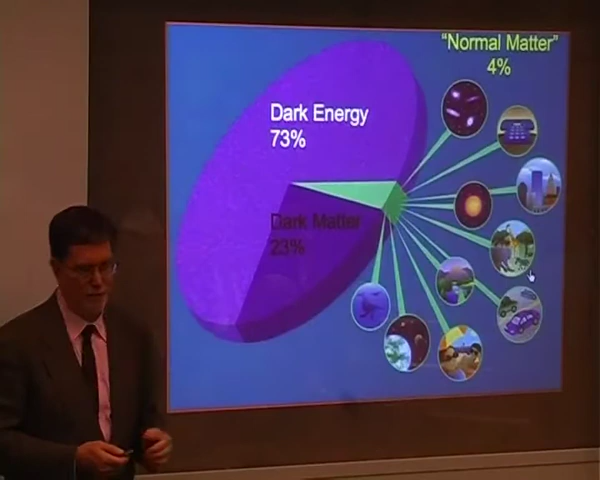 "Normal Matter"
4%
Dark Energy
73%
Dark Matter
23%